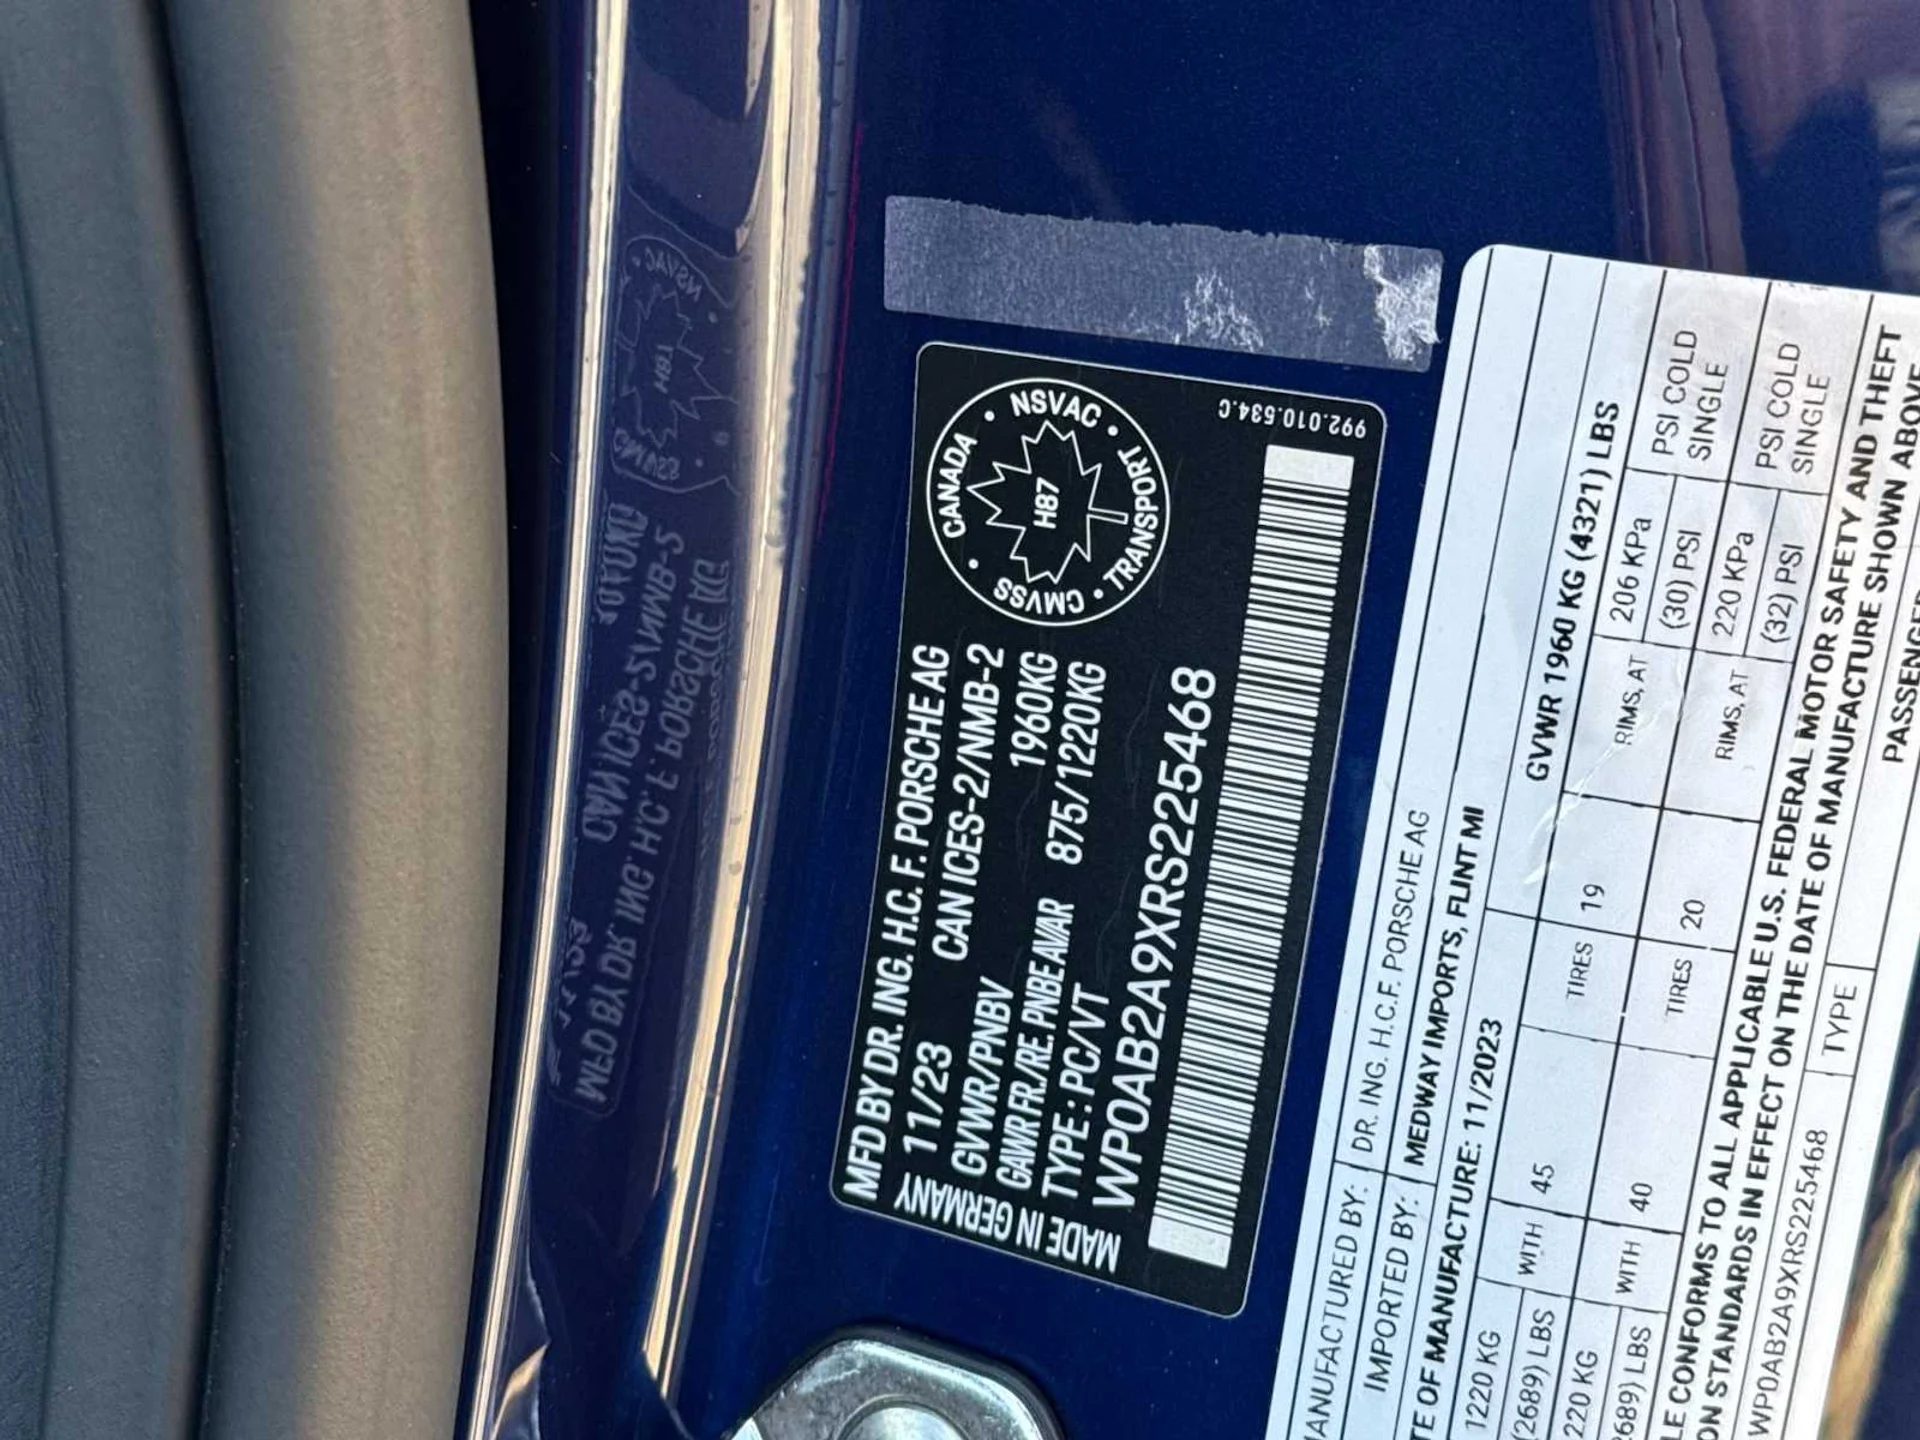 MFD BY DR. ING. H.C. F. PORSCHE AG
11/23 CAN ICES-2/NMB-2
GVWR/PNBV 1960KG
GAWR FR./RE. PNBE AVAR 875/1220KG
TYPE: PC/VT
WP0AB2A9XRS225468
MADE IN GERMANY
CANADA • NSVAC • TRANSPORT • CMVSS •
H87
992.010.534.C
MANUFACTURED BY: DR. ING. H.C.F. PORSCHE AG
IMPORTED BY: MEDWAY IMPORTS, FLINT MI
TE OF MANUFACTURE: 11/2023 GVWR 1960 KG (4321) LBS
1220 KG WITH 45 TIRES 19 RIMS, AT 206 KPa PSI COLD
(2689) LBS (30) PSI SINGLE
220 KG WITH 40 TIRES 20 RIMS, AT 220 KPa PSI COLD
2689) LBS (32) PSI SINGLE
LE CONFORMS TO ALL APPLICABLE U.S. FEDERAL MOTOR SAFETY AND THEFT
ON STANDARDS IN EFFECT ON THE DATE OF MANUFACTURE SHOWN ABOVE
WP0AB2A9XRS225468 TYPE PASSENGER